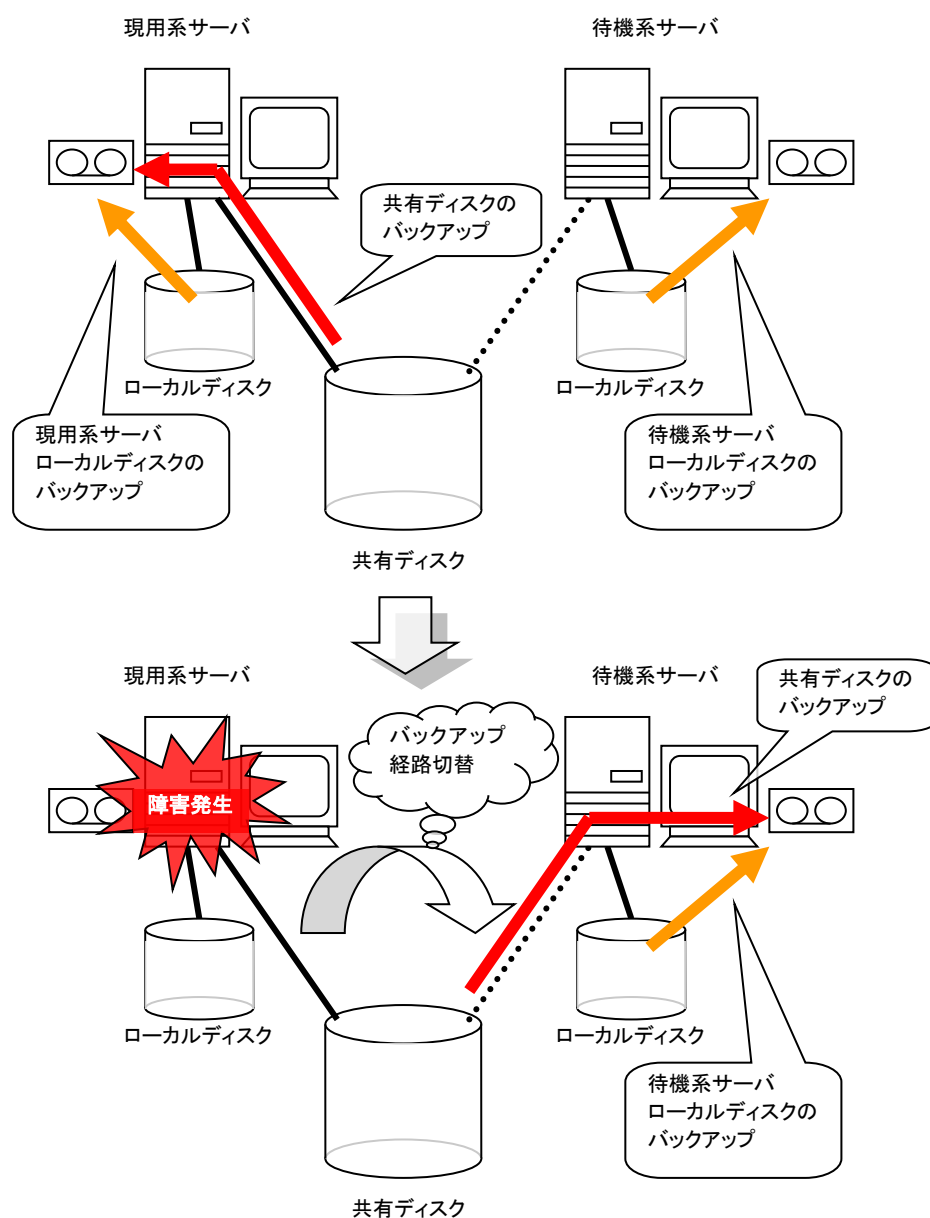 現用系サーバ
待機系サーバ
共有ディスクの
バックアップ
ローカルディスク
ローカルディスク
現用系サーバ
ローカルディスクの
バックアップ
待機系サーバ
ローカルディスクの
バックアップ
共有ディスク
現用系サーバ
待機系サーバ
共有ディスクの
バックアップ
バックアップ
経路切替
障害発生
ローカルディスク
ローカルディスク
待機系サーバ
ローカルディスクの
バックアップ
共有ディスク